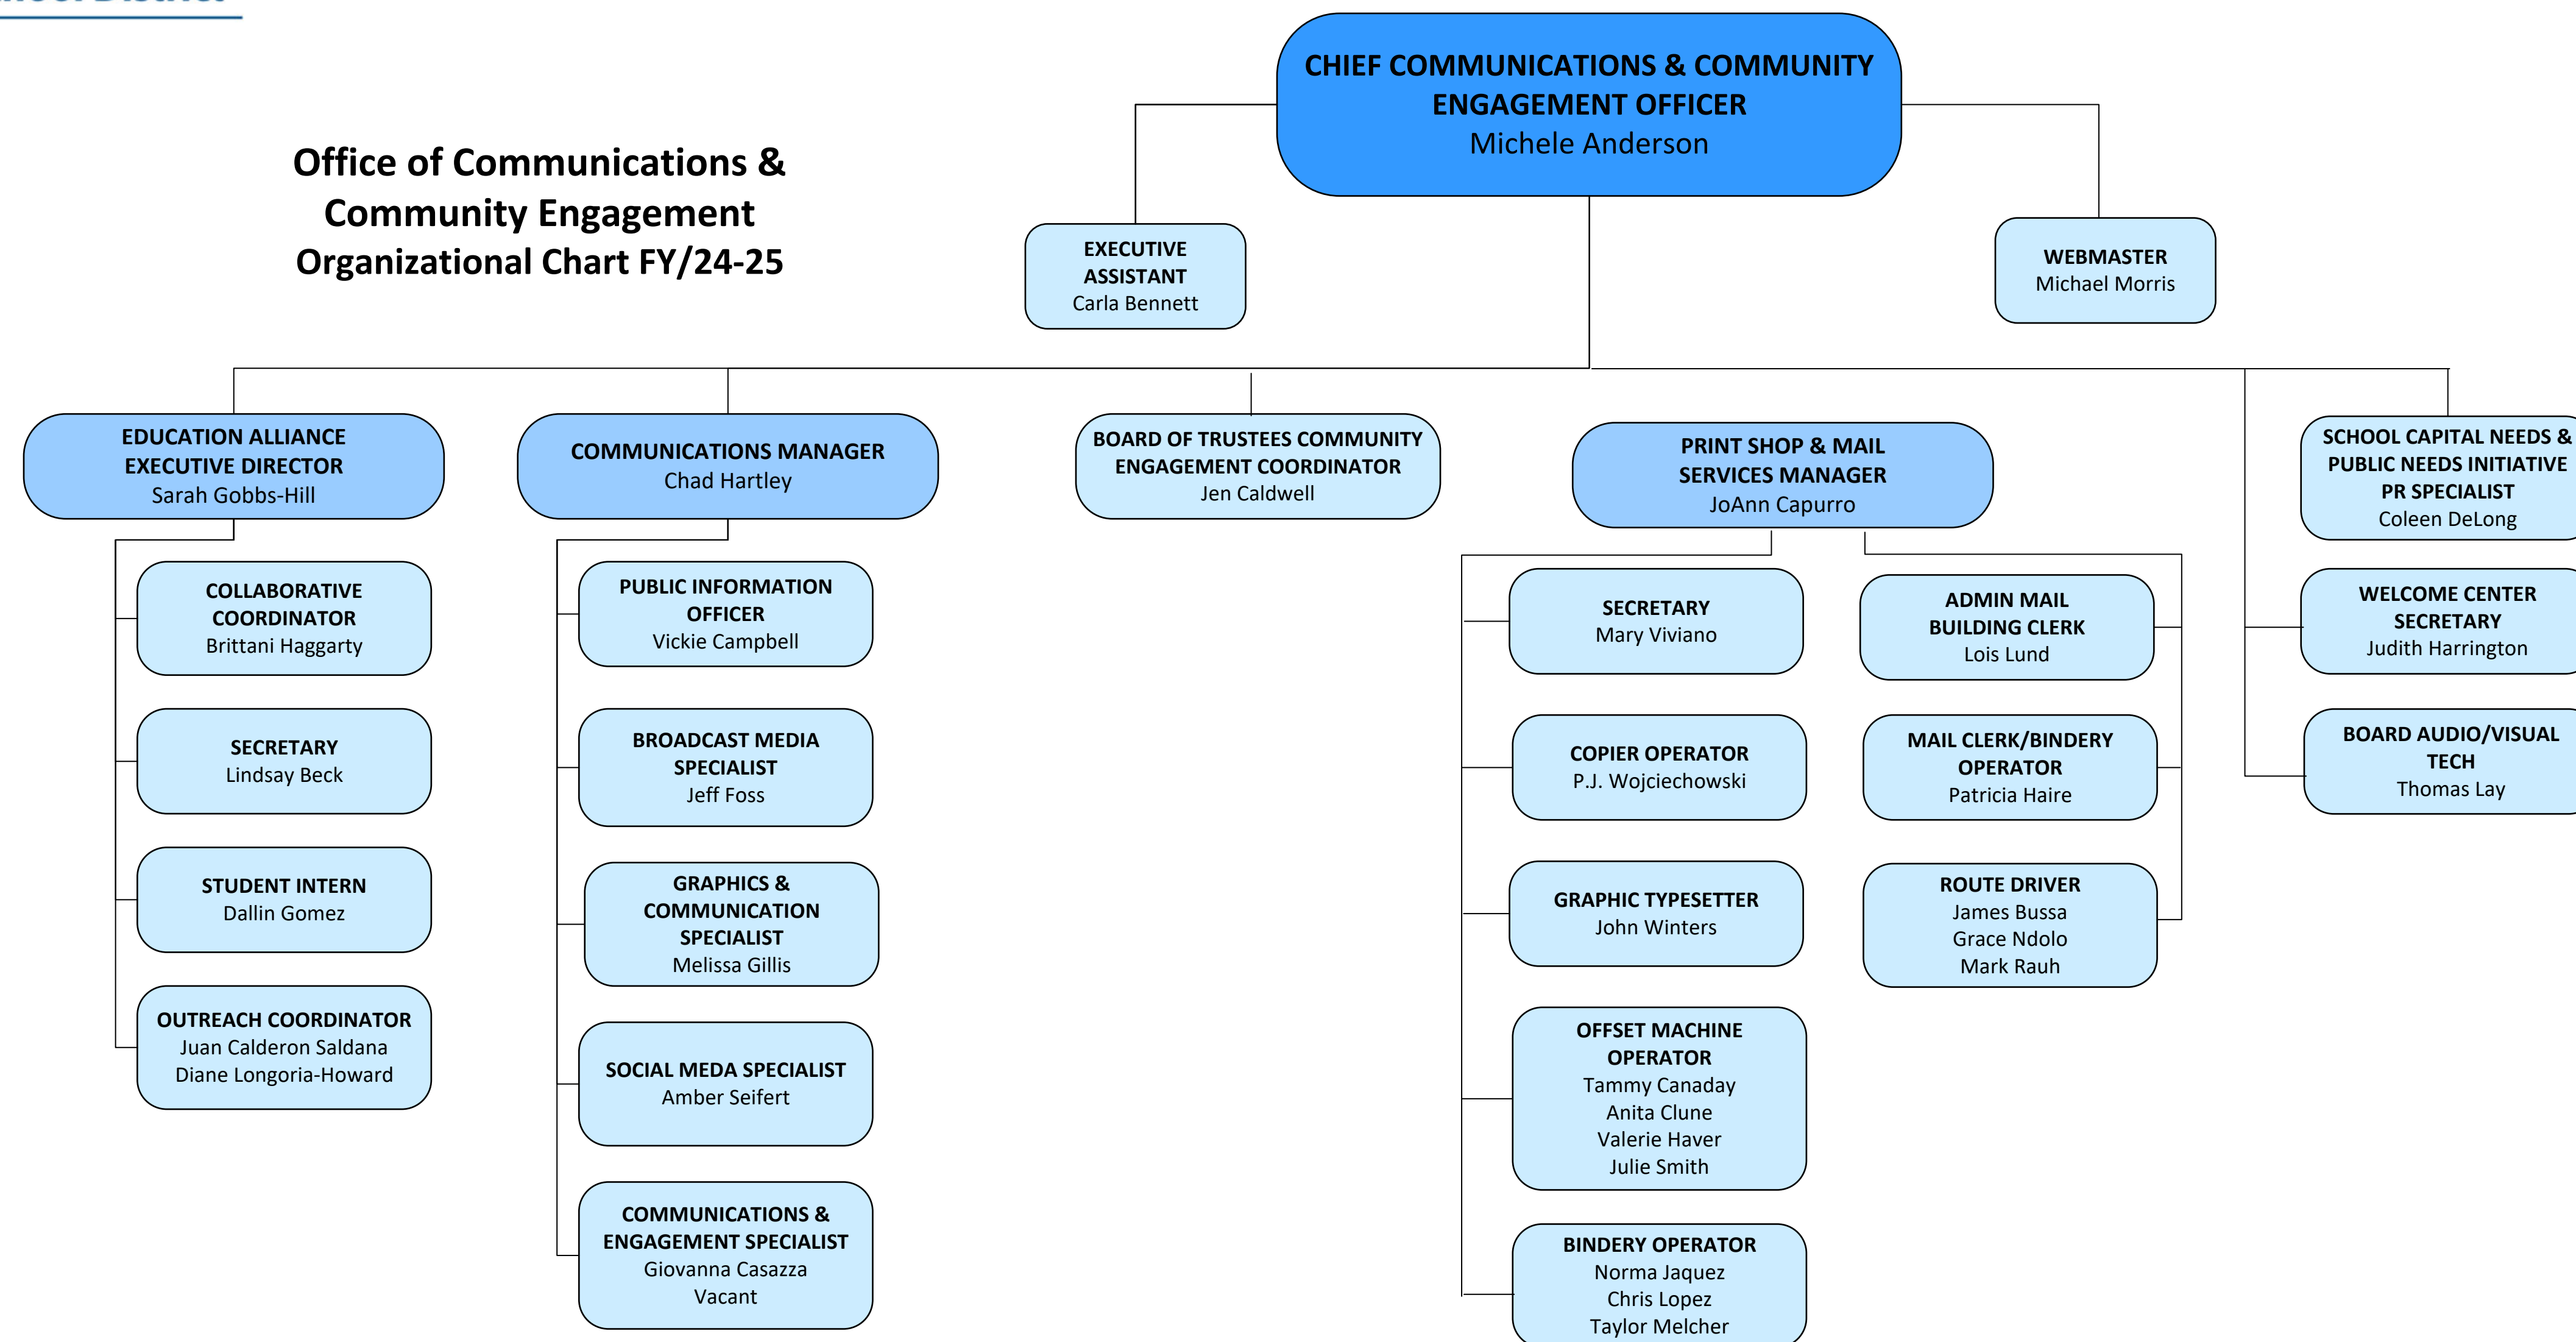 District
CHIEF COMMUNICATIONS & COMMUNITY
ENGAGEMENT OFFICER
Michele Anderson
Office of Communications &
Community Engagement
Organizational Chart FY/24-25
EXECUTIVE
ASSISTANT
Carla Bennett
WEBMASTER
Michael Morris
EDUCATION ALLIANCE
EXECUTIVE DIRECTOR
Sarah Gobbs-Hill
COMMUNICATIONS MANAGER
Chad Hartley
BOARD OF TRUSTEES COMMUNITY
ENGAGEMENT COORDINATOR
Jen Caldwell
PRINT SHOP & MAIL
SERVICES MANAGER
JoAnn Capurro
SCHOOL CAPITAL NEEDS &
PUBLIC NEEDS INITIATIVE
PR SPECIALIST
Coleen DeLong
COLLABORATIVE
COORDINATOR
Brittani Haggarty
SECRETARY
Lindsay Beck
STUDENT INTERN
Dallin Gomez
OUTREACH COORDINATOR
Juan Calderon Saldana
Diane Longoria-Howard
PUBLIC INFORMATION
OFFICER
Vickie Campbell
BROADCAST MEDIA
SPECIALIST
Jeff Foss
GRAPHICS &
COMMUNICATION
SPECIALIST
Melissa Gillis
SOCIAL MEDA SPECIALIST
Amber Seifert
COMMUNICATIONS &
ENGAGEMENT SPECIALIST
Giovanna Casazza
Vacant
SECRETARY
Mary Viviano
COPIER OPERATOR
P.J. Wojciechowski
GRAPHIC TYPESETTER
John Winters
OFFSET MACHINE
OPERATOR
Tammy Canaday
Anita Clune
Valerie Haver
Julie Smith
BINDERY OPERATOR
Norma Jaquez
Chris Lopez
Taylor Melcher
ADMIN MAIL
BUILDING CLERK
Lois Lund
MAIL CLERK/BINDERY
OPERATOR
Patricia Haire
ROUTE DRIVER
James Bussa
Grace Ndolo
Mark Rauh
WELCOME CENTER
SECRETARY
Judith Harrington
BOARD AUDIO/VISUAL
TECH
Thomas Lay